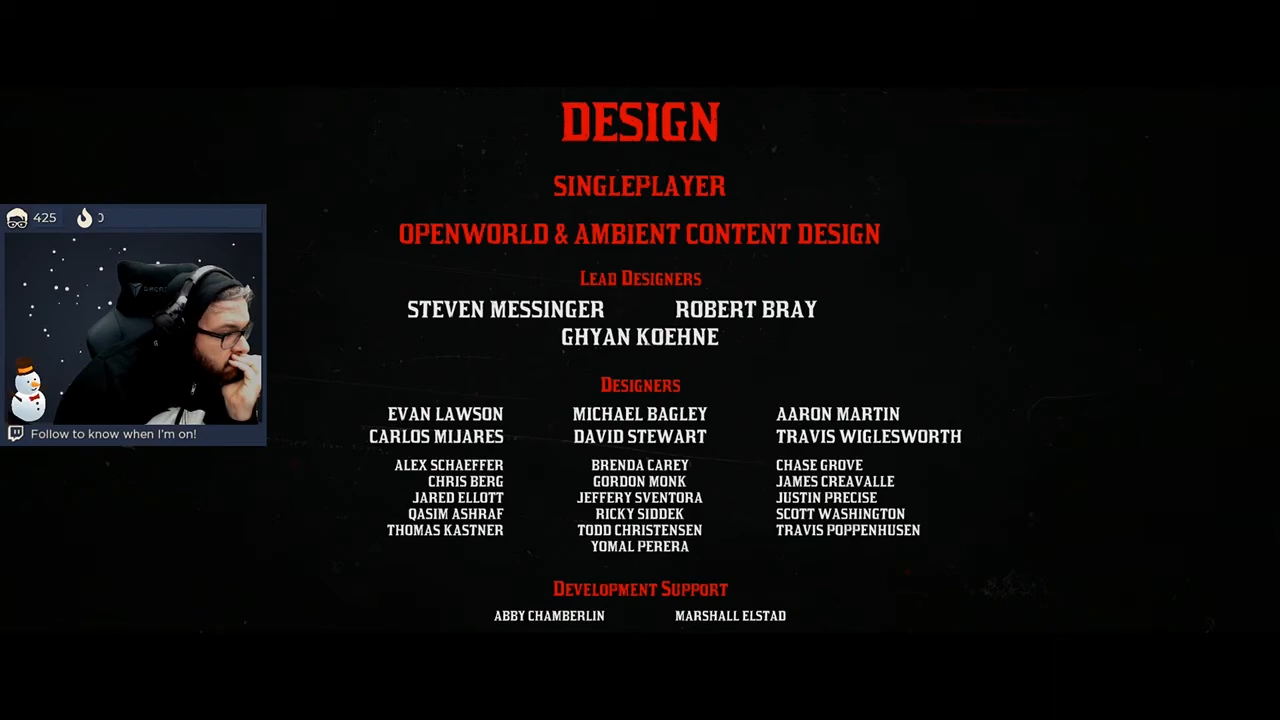 DESIGN
SINGLEPLAYER
OPENWORLD & AMBIENT CONTENT DESIGN
LEAD DESIGNERS
STEVEN MESSINGER ROBERT BRAY
GHYAN KOEHNE
DESIGNERS
EVAN LAWSON MICHAEL BAGLEY AARON MARTIN
CARLOS MIJARES DAVID STEWART TRAVIS WIGLESWORTH
ALEX SCHAEFFER BRENDA CAREY CHASE GROVE
CHRIS BERG GORDON MONK JAMES CREAVALLE
JARED ELLOTT JEFFERY SVENTORA JUSTIN PRECISE
QASIM ASHRAF RICKY SIDDEK SCOTT WASHINGTON
THOMAS KASTNER TODD CHRISTENSEN TRAVIS POPPENHUSEN
YOMAL PERERA
DEVELOPMENT SUPPORT
ABBY CHAMBERLIN MARSHALL ELSTAD
425 0
Follow to know when I'm on!